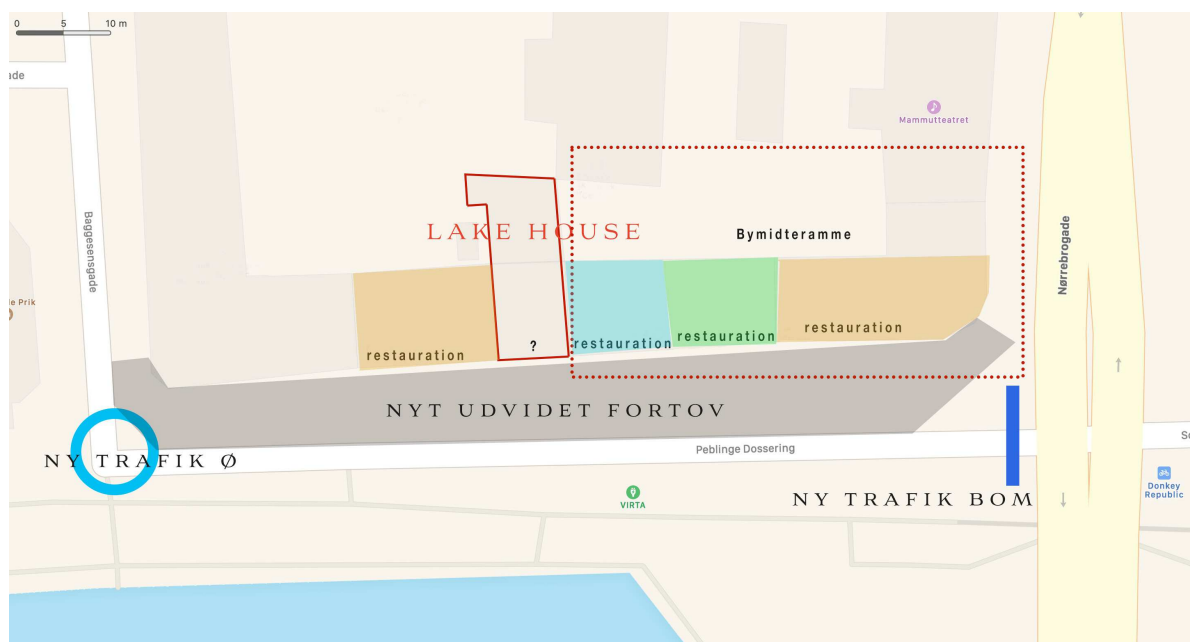 0 5 10 m
ade
Mammutteatret
Baggesensgade
LAKE HOUSE
Bymidteramme
Nørrebrogade
e Prik
restauration
?
restauration
restauration
restauration
NYT UDVIDET FORTOV
Peblinge Dossering
NY TRAFIK Ø
VIRTA
NY TRAFIK BOM
Donkey
Republic